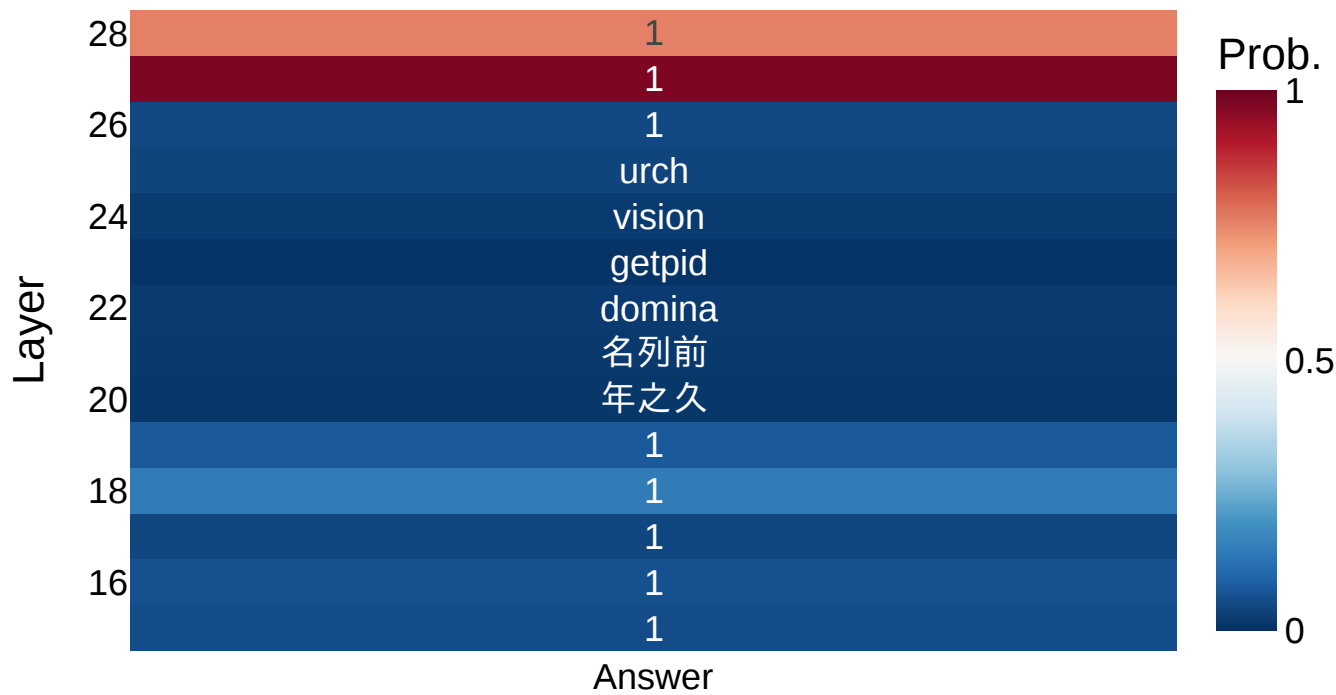 Prob.
28 1
1
1
26 1
urch
24 vision
getpid
Layer
22 domina
名列前
0.5
20 年之久
1
18 1
1
16 1
1
0
Answer